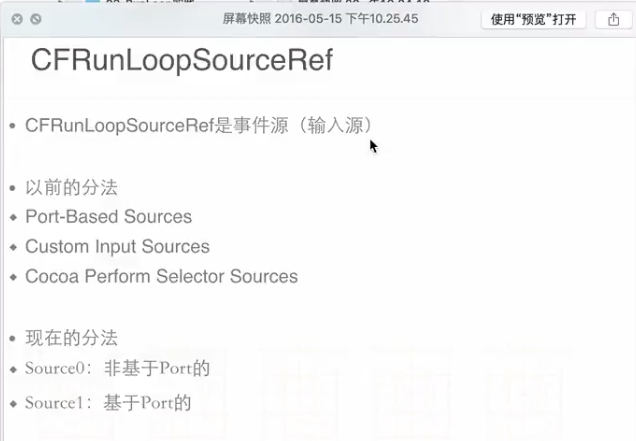 屏幕快照 2016-05-15 下午10.25.45
使用“预览”打开
CFRunLoopSourceRef
CFRunLoopSourceRef是事件源（输入源）
以前的分法
Port-Based Sources
Custom Input Sources
Cocoa Perform Selector Sources
现在的分法
Source0：非基于Port的
Source1：基于Port的